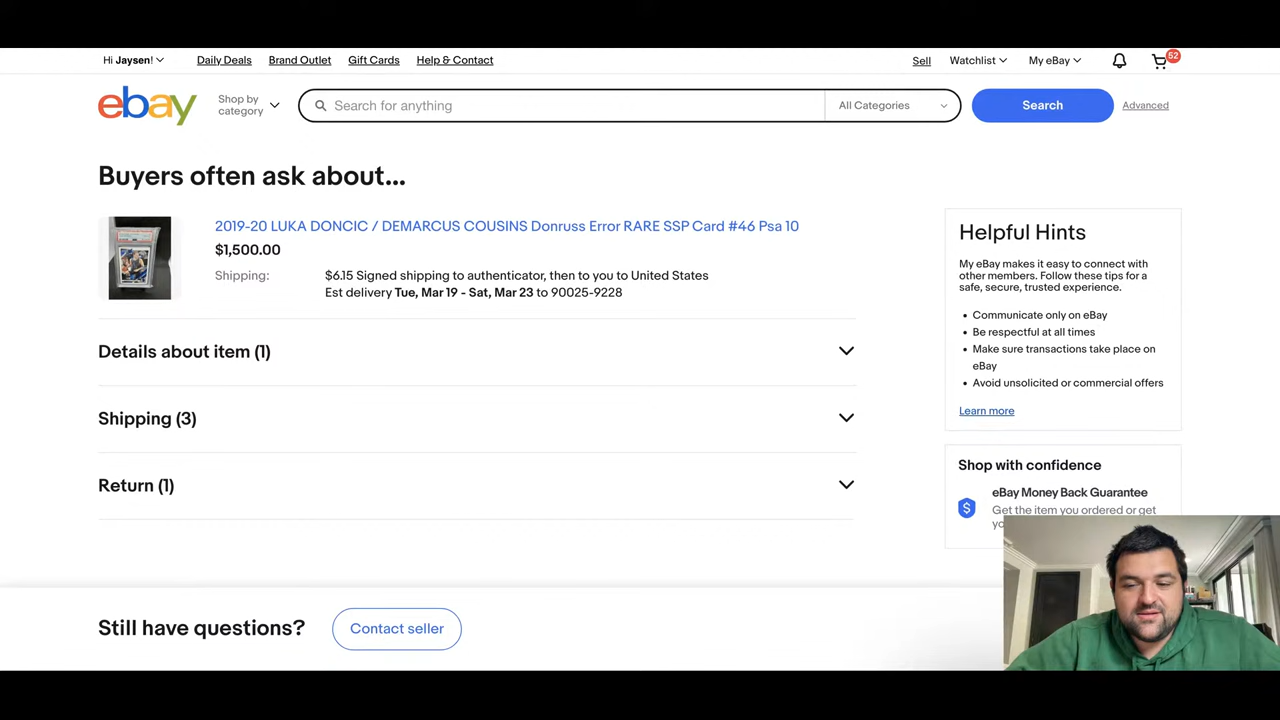 Hi Jaysen!
Daily Deals
Brand Outlet
Gift Cards
Help & Contact
Sell
Watchlist
My eBay
52
ebay
Shop by
category
Search for anything
All Categories
Search
Advanced
Buyers often ask about...
2019-20 LUKA DONCIC / DEMARCUS COUSINS Donruss Error RARE SSP Card #46 Psa 10
$1,500.00
Shipping:
$6.15 Signed shipping to authenticator, then to you to United States
Est delivery Tue, Mar 19 - Sat, Mar 23 to 90025-9228
Details about item (1)
Shipping (3)
Return (1)
Helpful Hints
My eBay makes it easy to connect with
other members. Follow these tips for a
safe, secure, trusted experience.
• Communicate only on eBay
• Be respectful at all times
• Make sure transactions take place on
eBay
• Avoid unsolicited or commercial offers
Learn more
Shop with confidence
$
eBay Money Back Guarantee
Get the item you ordered or get
Still have questions?
Contact seller